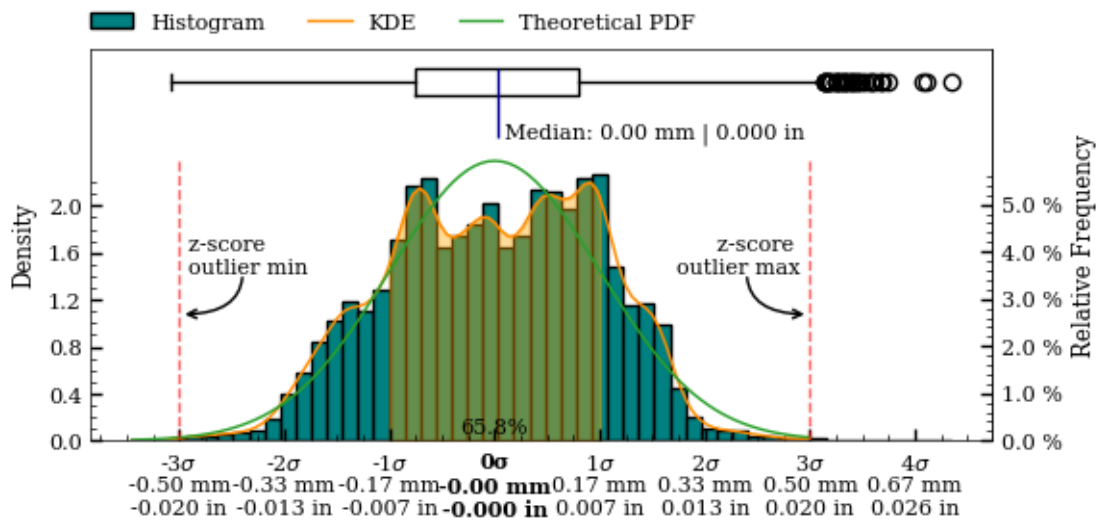 Histogram KDE Theoretical PDF
Median: 0.00 mm | 0.000 in
Density
2.0
1.6
1.2
0.8
0.4
0.0
z-score
outlier min
z-score
outlier max
65.8%
5.0 %
4.0 %
3.0 %
2.0 %
1.0 %
0.0 %
Relative Frequency
-3σ -2σ -1σ 0σ 1σ 2σ 3σ 4σ
-0.50 mm -0.33 mm -0.17 mm -0.00 mm 0.17 mm 0.33 mm 0.50 mm 0.67 mm
-0.020 in -0.013 in -0.007 in -0.000 in 0.007 in 0.013 in 0.020 in 0.026 in